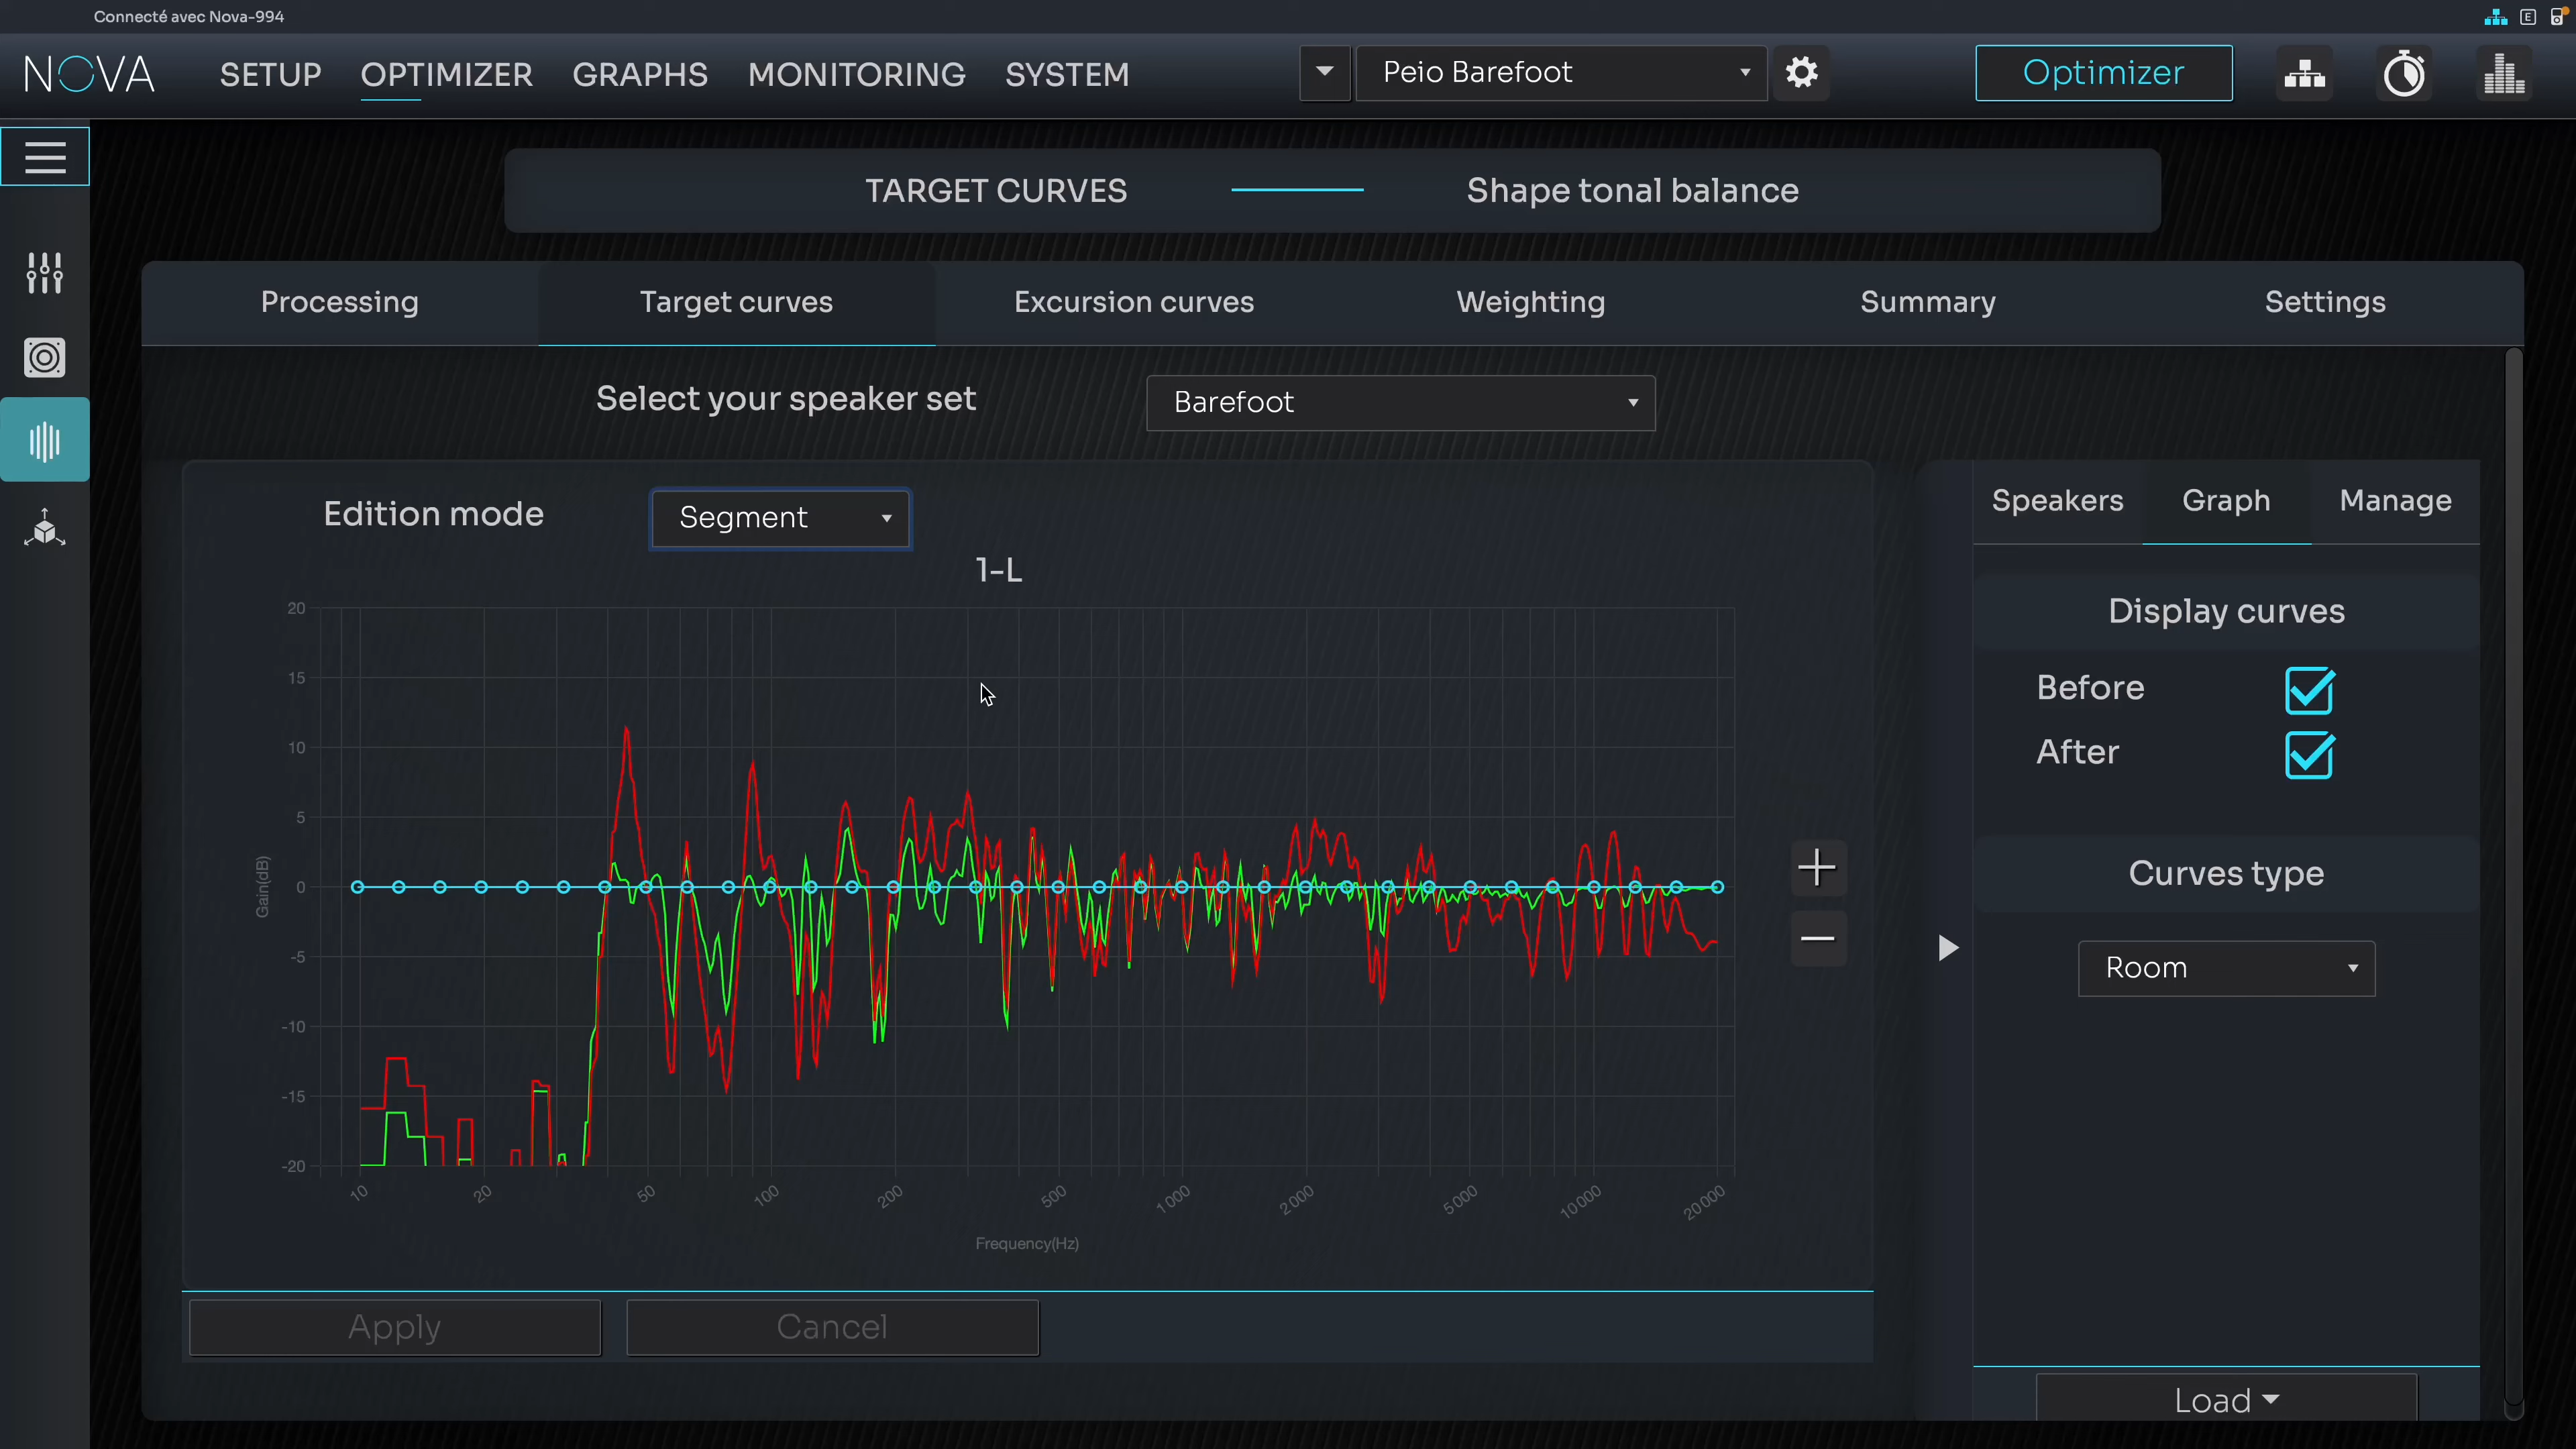 Connecté avec Nova-994
E
NOVA SETUP OPTIMIZER GRAPHS MONITORING SYSTEM Peio Barefoot Optimizer
TARGET CURVES Shape tonal balance
Processing Target curves Excursion curves Weighting Summary Settings
Select your speaker set Barefoot
Edition mode Segment
1-L
20
15
10
5
0
-5
-10
-15
-20
Gain(dB)
10 20 50 100 200 500 1000 2000 5000 10000 20000
Frequency(Hz)
Apply Cancel
Speakers Graph Manage
Display curves
Before
After
Curves type
Room
Load